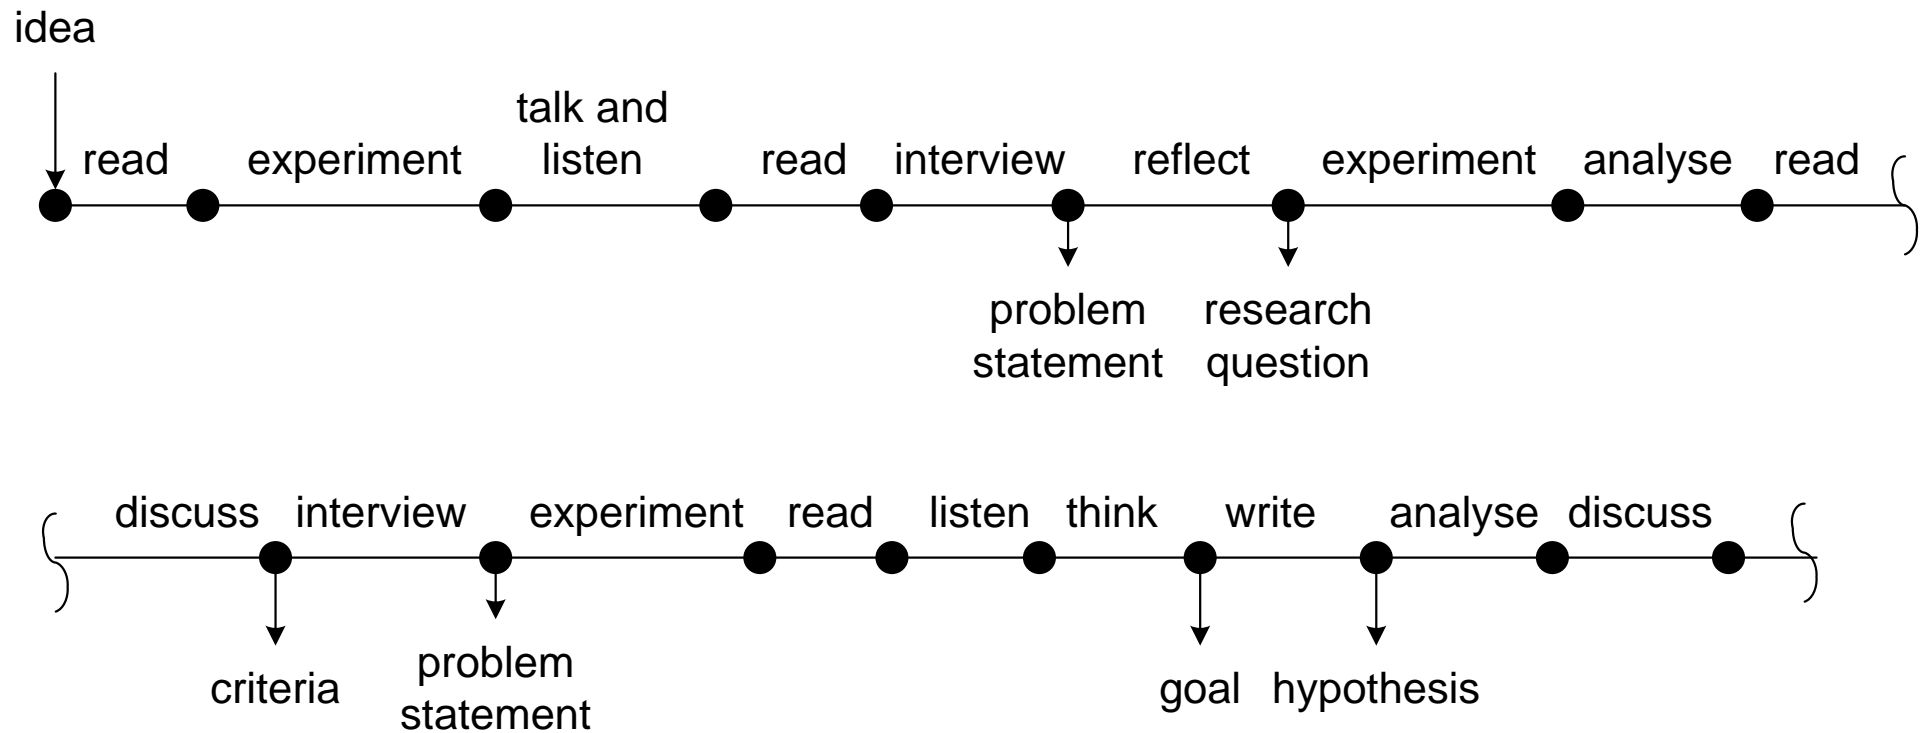 idea
talk and
read experiment listen read interview reflect experiment analyse read
problem research
statement question
discuss interview experiment read listen think write analyse discuss
problem
criteria goal hypothesis
statement